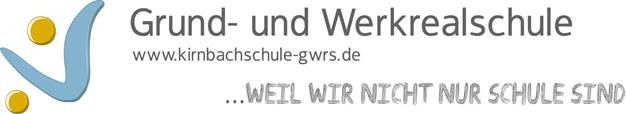 Grund- und Werkrealschule
www.kirnbachschule-gwrs.de
...WEIL WIR NICHT NUR SCHULE SIND